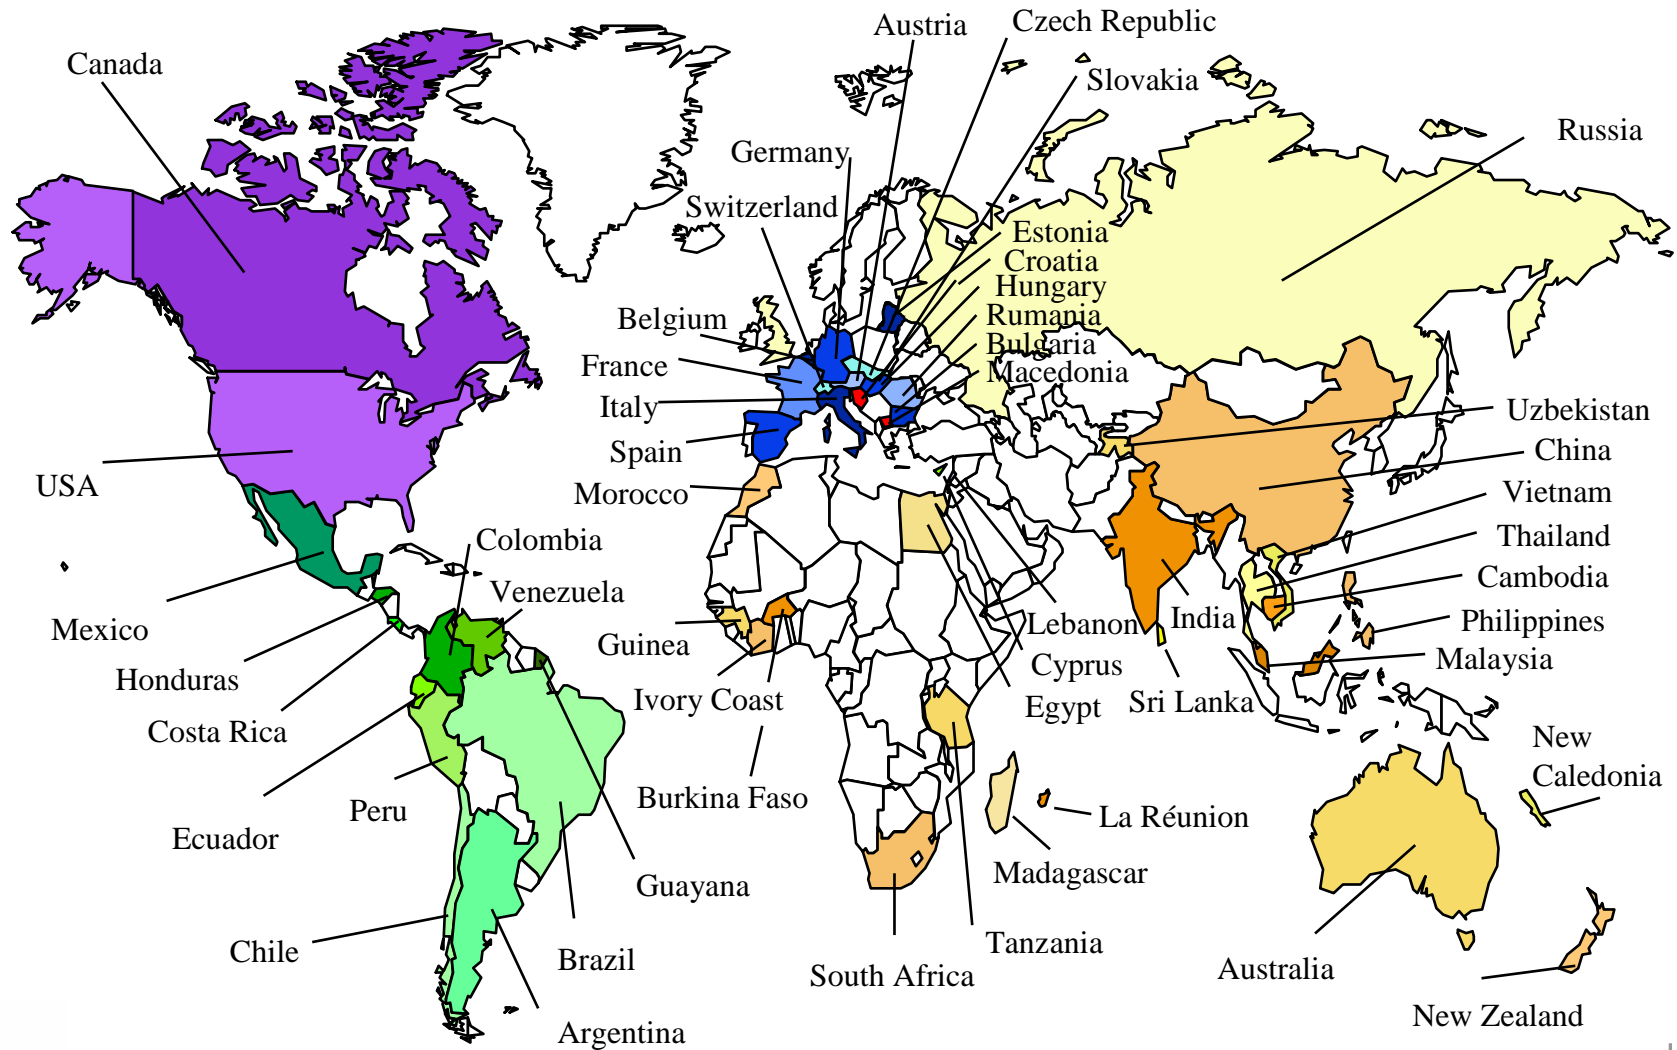 Austria
Czech Republic
Canada
Slovakia
Russia
Germany
Switzerland
Estonia
Croatia
Hungary
Rumania
Belgium
Bulgaria
France
Macedonia
Italy
Uzbekistan
Spain
China
USA
Morocco
Vietnam
Colombia
Thailand
Venezuela
Cambodia
Mexico
Guinea
Lebanon
India
Philippines
Honduras
Cyprus
Malaysia
Ivory Coast
Egypt
Sri Lanka
Costa Rica
New
Caledonia
Peru
Burkina Faso
La Réunion
Ecuador
Madagascar
Guayana
Chile
Brazil
Tanzania
South Africa
Australia
New Zealand
Argentina